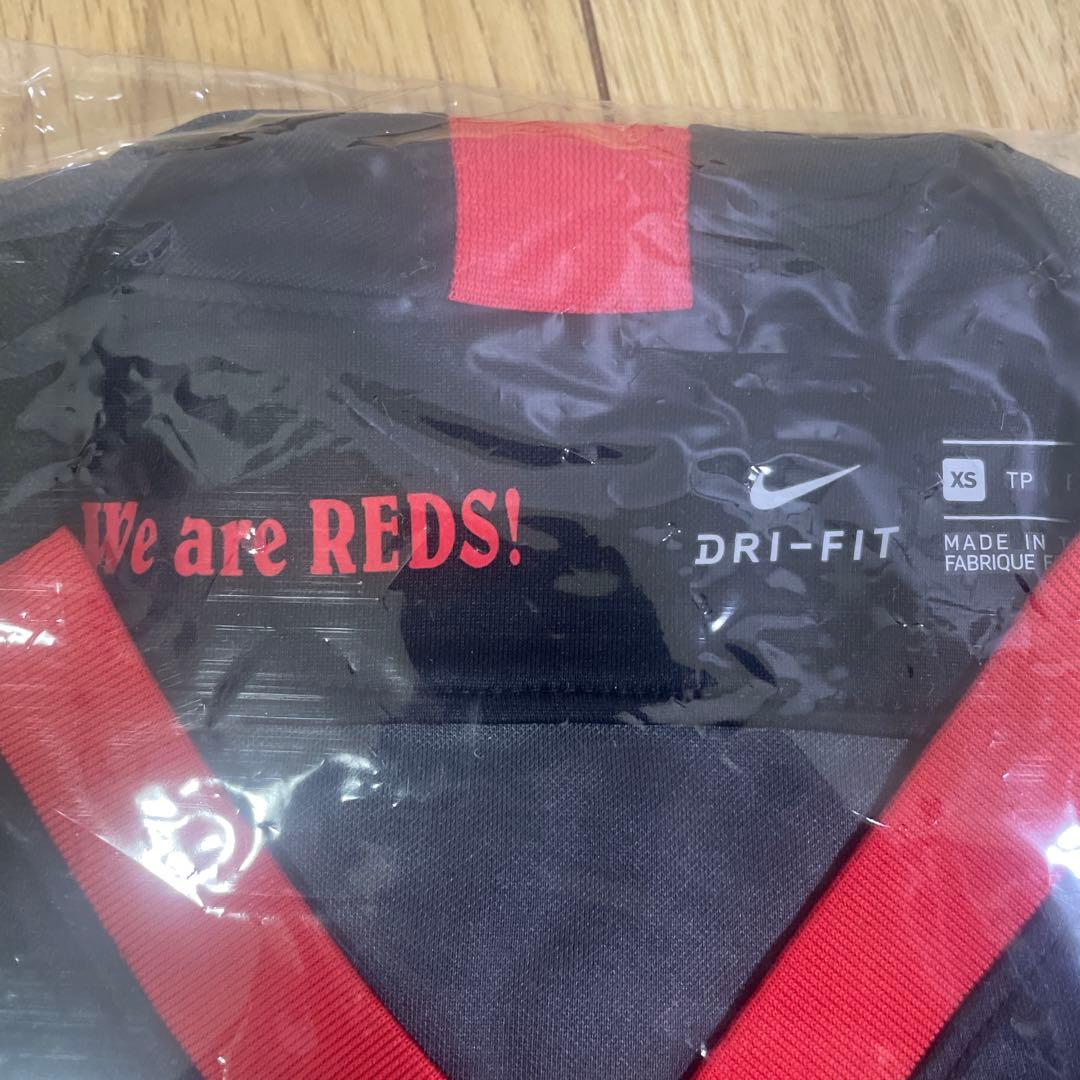 We are REDS!
DRI-FIT
XS TP
MADE IN
FABRIQUE